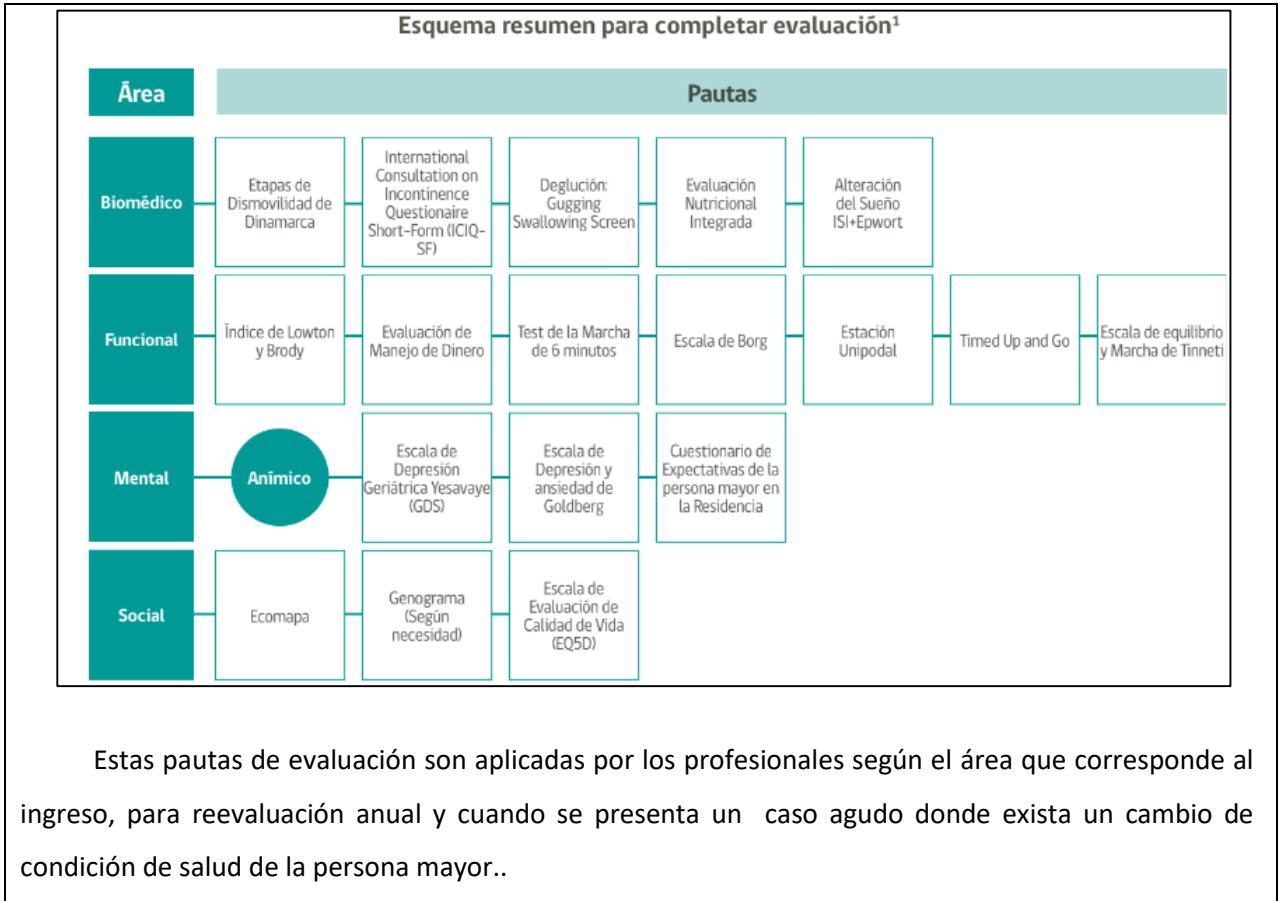 Esquema resumen para completar evaluación¹
Área
Pautas
Biomédico
Etapas de
Dismovilidad de
Dinamarca
International
Consultation on
Incontinence
Questionaire
Short-Form (ICIQ-
SF)
Deglución:
Gugging
Swallowing Screen
Evaluación
Nutricional
Integrada
Alteración
del Sueño
ISI+Epwort
Funcional
Índice de Lowton
y Brody
Evaluación de
Manejo de Dinero
Test de la Marcha
de 6 minutos
Escala de Borg
Estación
Unipodal
Timed Up and Go
Escala de equilibrio
y Marcha de Tinneti
Mental
Anímico
Escala de
Depresión
Geriátrica Yesavaye
(GDS)
Escala de
Depresión y
ansiedad de
Goldberg
Cuestionario de
Expectativas de la
persona mayor en
la Residencia
Social
Ecomapa
Genograma
(Según
necesidad)
Escala de
Evaluación de
Calidad de Vida
(EQ5D)
Estas pautas de evaluación son aplicadas por los profesionales según el área que corresponde al
ingreso, para reevaluación anual y cuando se presenta un caso agudo donde exista un cambio de
condición de salud de la persona mayor..